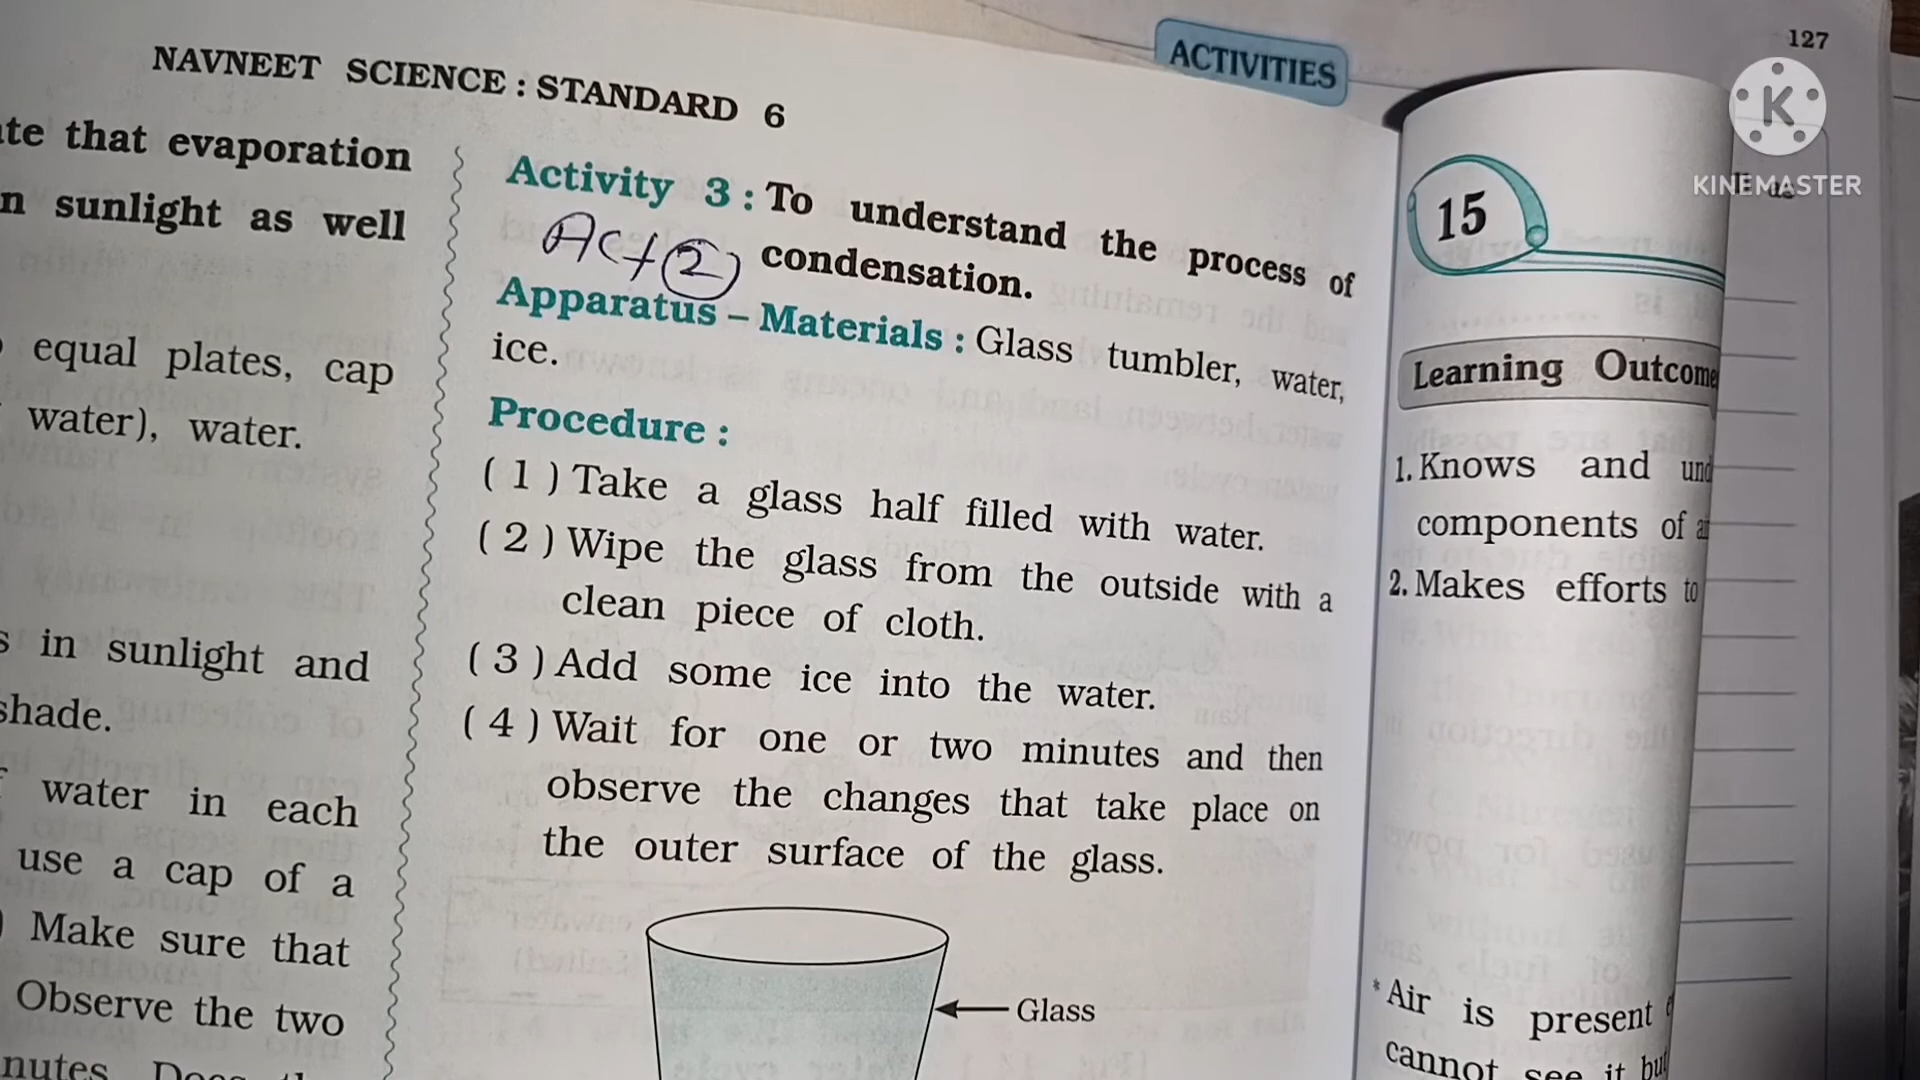 127
ACTIVITIES
NAVNEET SCIENCE : STANDARD 6
that evaporation
sunlight as well
equal plates, cap
water), water.
in sunlight and
shade.
water in each
use a cap of a
Make sure that
Observe the two
Activity 3 : To understand the process of
Act 2
condensation.
Apparatus – Materials : Glass tumbler, water,
ice.
Procedure :
( 1 ) Take a glass half filled with water.
( 2 ) Wipe the glass from the outside with a
clean piece of cloth.
( 3 ) Add some ice into the water.
( 4 ) Wait for one or two minutes and then
observe the changes that take place on
the outer surface of the glass.
Glass
15
Learning Outcome
1. Knows and
components of
2. Makes efforts to
* Air is present
cannot see it but
K
KINEMASTER